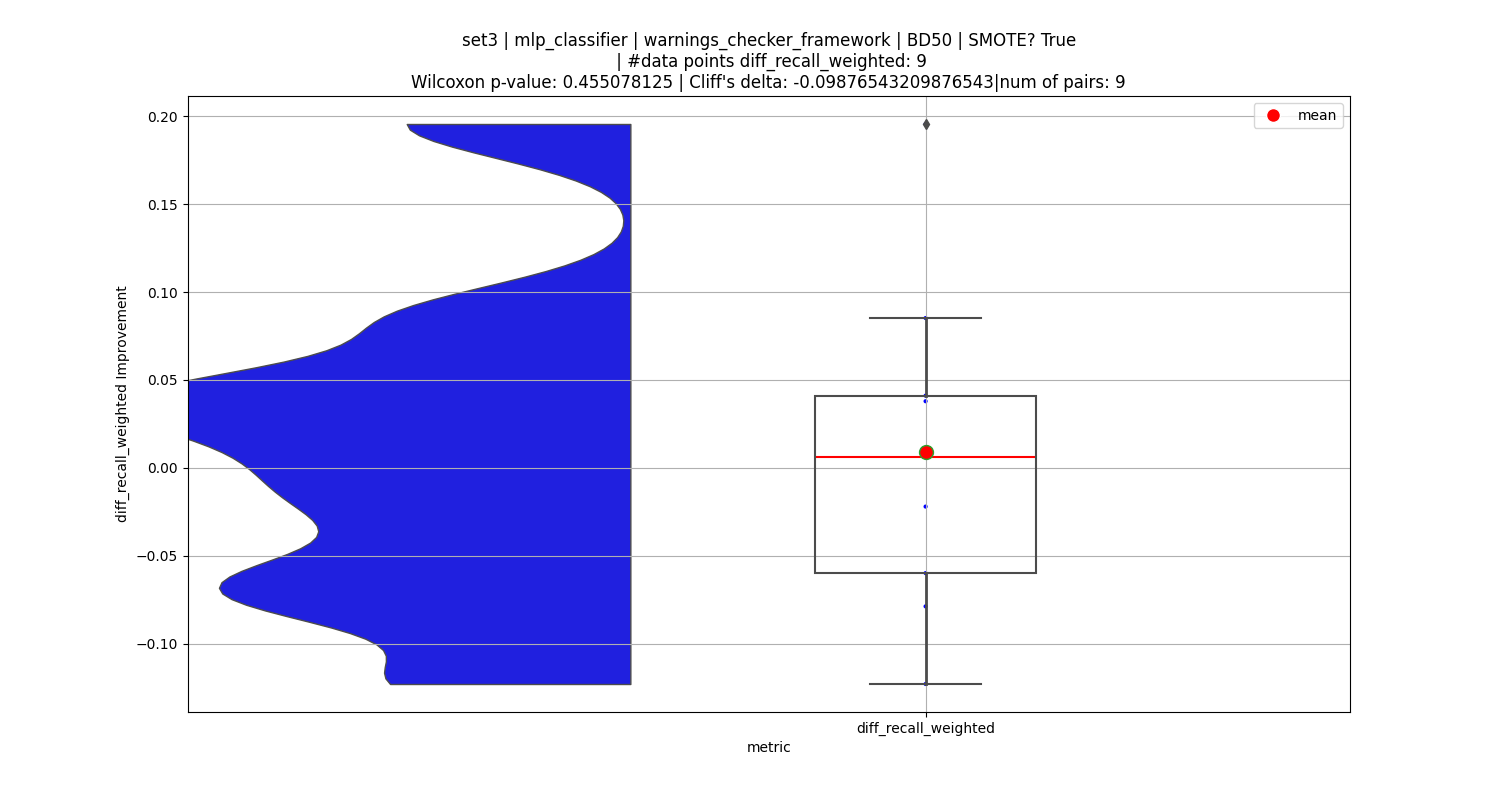 set3 | mlp_classifier | warnings_checker_framework | BD50 | SMOTE? True
| #data points diff_recall_weighted: 9
Wilcoxon p-value: 0.455078125 | Cliff's delta: -0.09876543209876543|num of pairs: 9
mean
0.20
0.15
0.10
0.05
0.00
−0.05
−0.10
diff_recall_weighted Improvement
diff_recall_weighted
metric